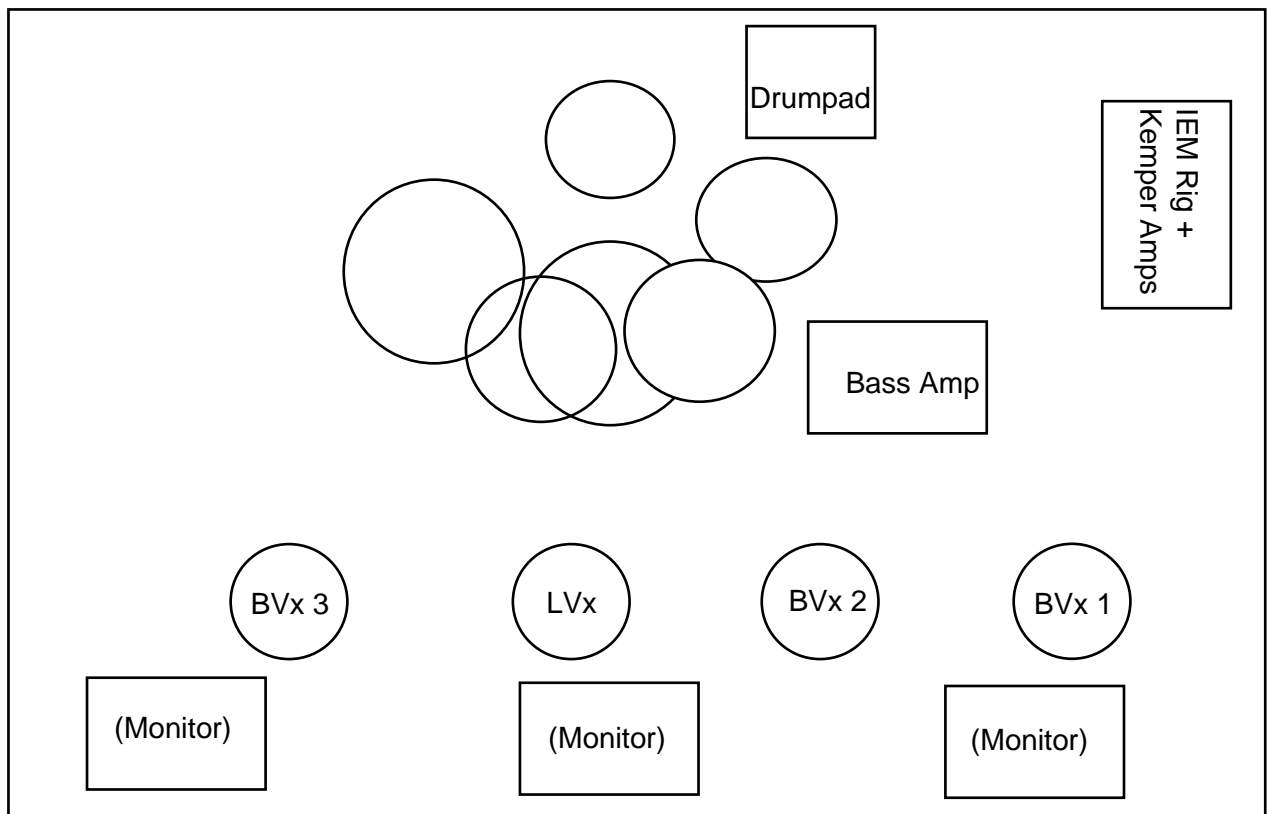 Drumpad
IEM Rig +
Kemper Amps
Bass Amp
BVx 3
LVx
BVx 2
BVx 1
(Monitor)
(Monitor)
(Monitor)